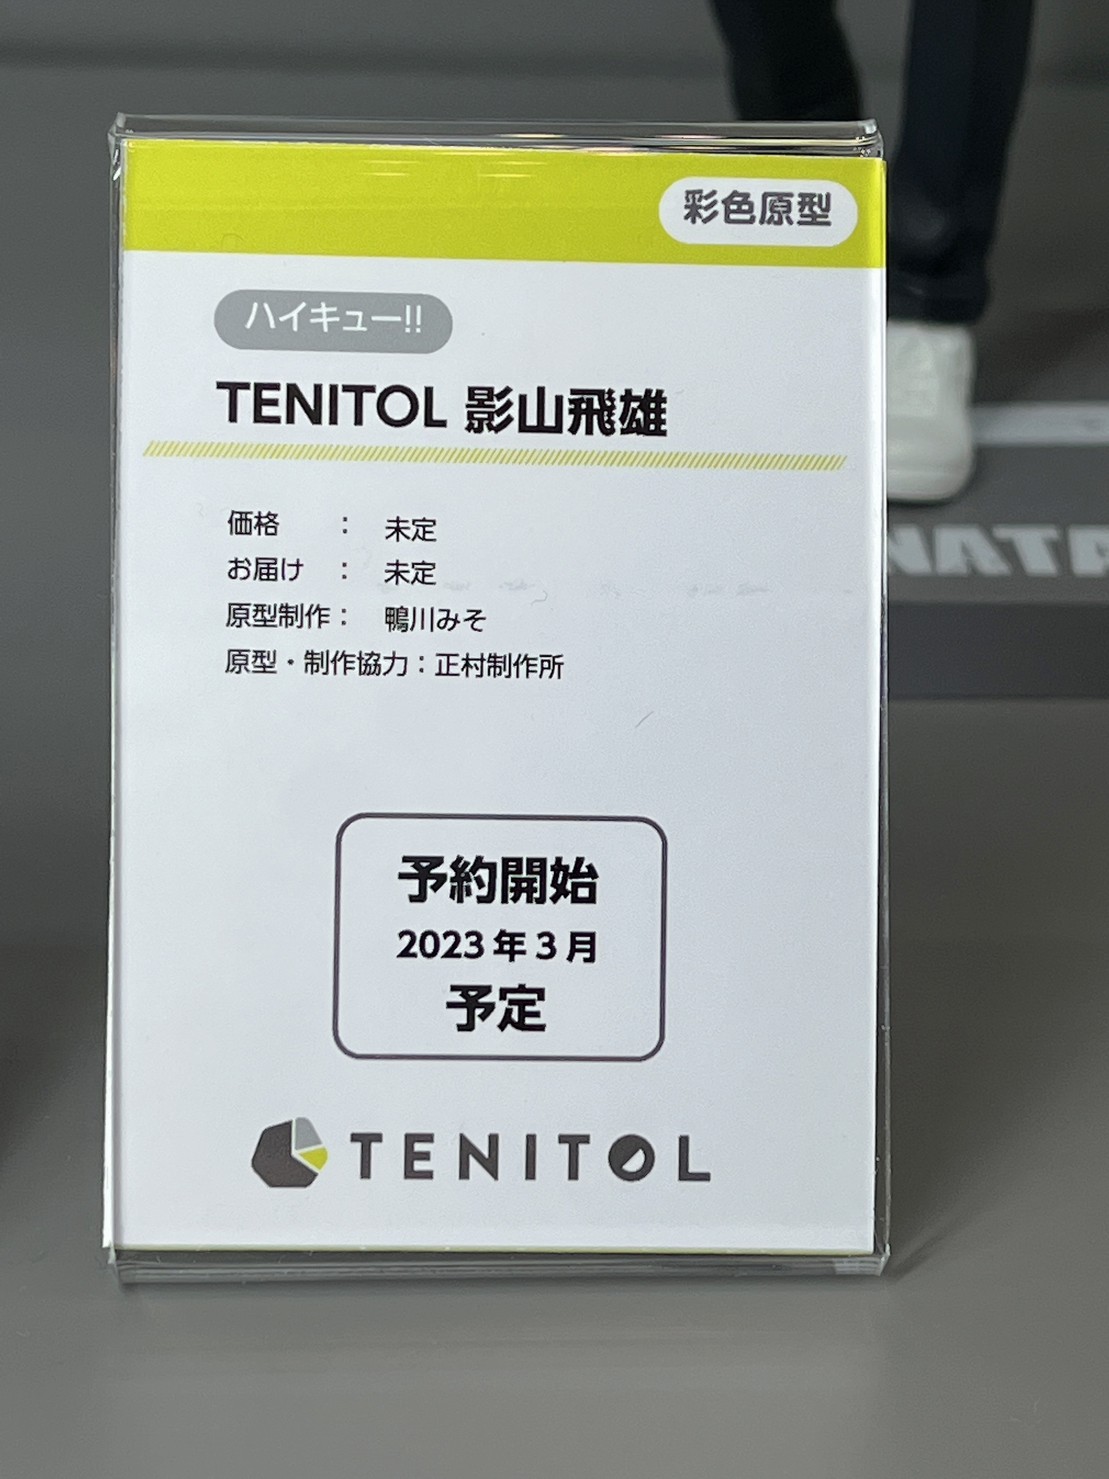 彩色原型
ハイキュー!!
TENITOL 影山飛雄
価格 : 未定
お届け : 未定
原型制作: 鴨川みそ
原型・制作協力:正村制作所
予約開始
2023年3月
予定
TENITOL
NATA